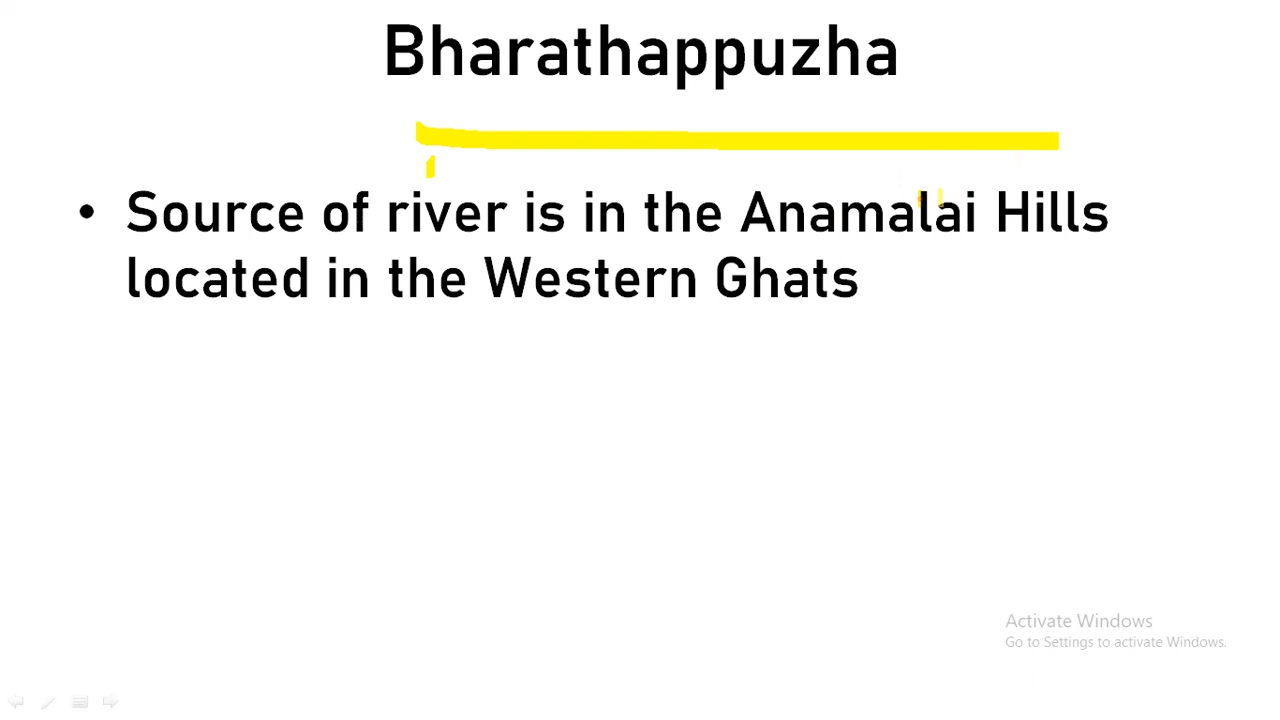 Bharathappuzha
• Source of river is in the Anamalai Hills
located in the Western Ghats
Activate Windows
Go to Settings to activate Windows.